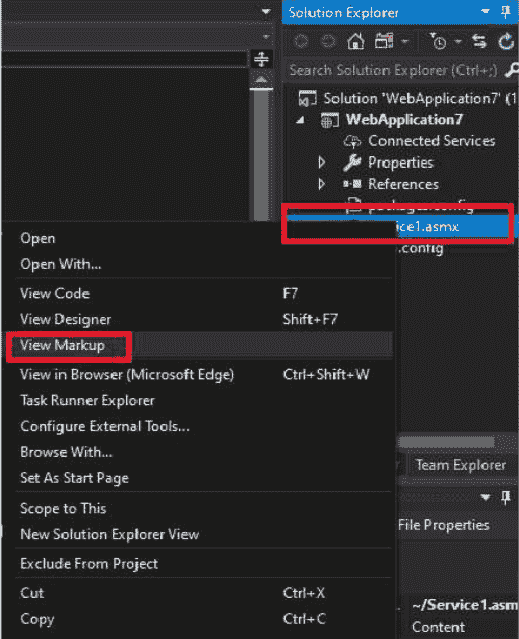 Solution Explorer
Search Solution Explorer (Ctrl+;)
Solution 'WebApplication7' (1
WebApplication7
Connected Services
Properties
References
packages.config
ice1.asmx
.config
Open
Open With...
View Code F7
View Designer Shift+F7
View Markup
View in Browser (Microsoft Edge) Ctrl+Shift+W
Task Runner Explorer
Configure External Tools...
Browse With...
Set As Start Page
Scope to This
New Solution Explorer View
Exclude From Project
Cut Ctrl+X
Copy Ctrl+C
Team Explorer
File Properties
~/Service1.asm
Content